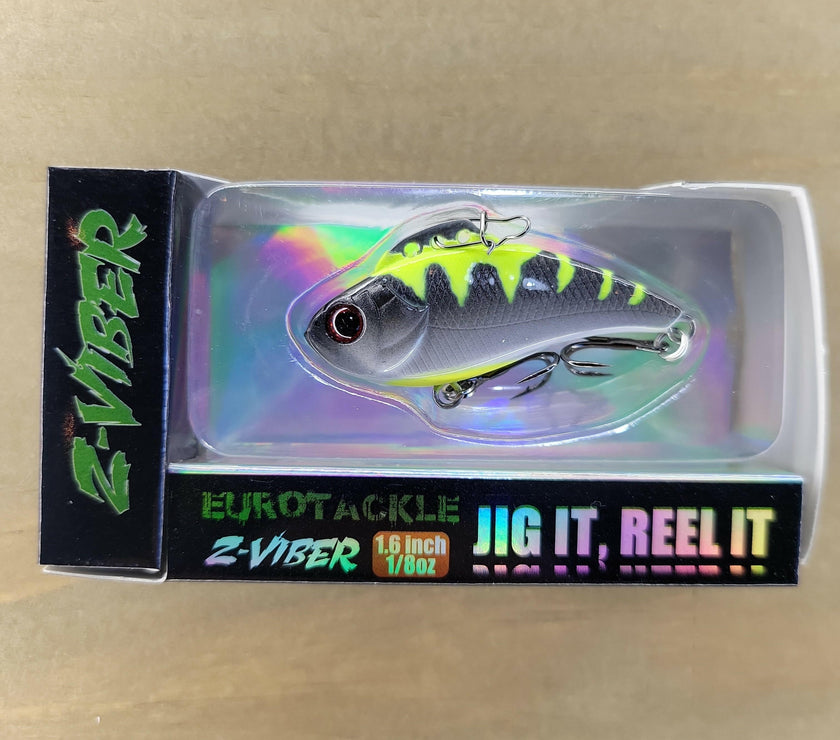 Z-VIBER
EUROTACKLE
Z-VIBER
1.6 inch
1/8oz
JIG IT, REEL IT